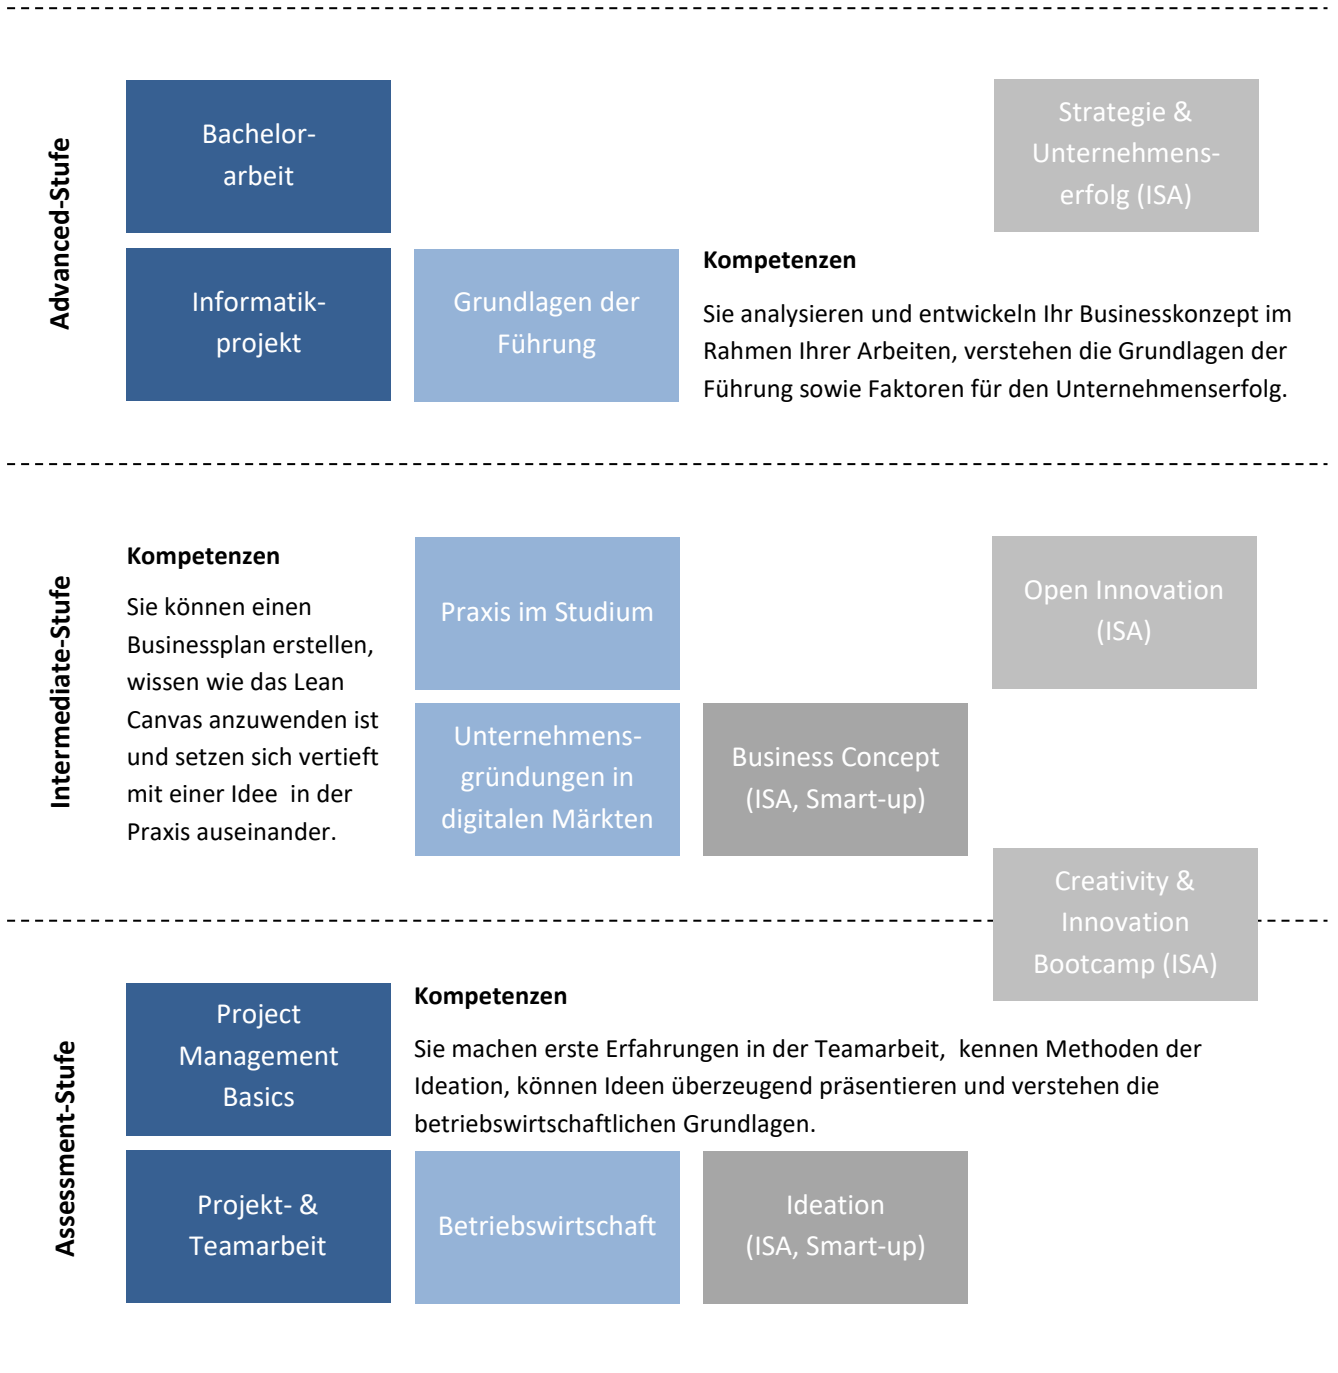 Advanced-Stufe
Bachelor-
arbeit
Strategie &
Unternehmens-
erfolg (ISA)
Informatik-
projekt
Grundlagen der
Führung
Kompetenzen
Sie analysieren und entwickeln Ihr Businesskonzept im
Rahmen Ihrer Arbeiten, verstehen die Grundlagen der
Führung sowie Faktoren für den Unternehmenserfolg.
Intermediate-Stufe
Kompetenzen
Sie können einen
Businessplan erstellen,
wissen wie das Lean
Canvas anzuwenden ist
und setzen sich vertieft
mit einer Idee  in der
Praxis auseinander.
Praxis im Studium
Open Innovation
(ISA)
Unternehmens-
gründungen in
digitalen Märkten
Business Concept
(ISA, Smart-up)
Creativity &
Innovation
Bootcamp (ISA)
Assessment-Stufe
Project
Management
Basics
Kompetenzen
Sie machen erste Erfahrungen in der Teamarbeit,  kennen Methoden der
Ideation, können Ideen überzeugend präsentieren und verstehen die
betriebswirtschaftlichen Grundlagen.
Projekt- &
Teamarbeit
Betriebswirtschaft
Ideation
(ISA, Smart-up)